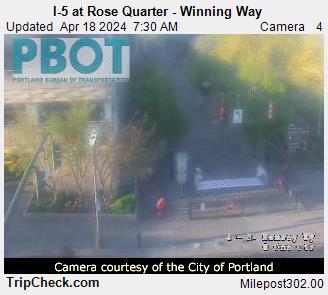 I-5 at Rose Quarter - Winning Way
Updated Apr 18 2024 7:30 AM Camera 4
PBOT
PORTLAND BUREAU OF TRANSPORTATION
Camera courtesy of the City of Portland
TripCheck.com Milepost302.00